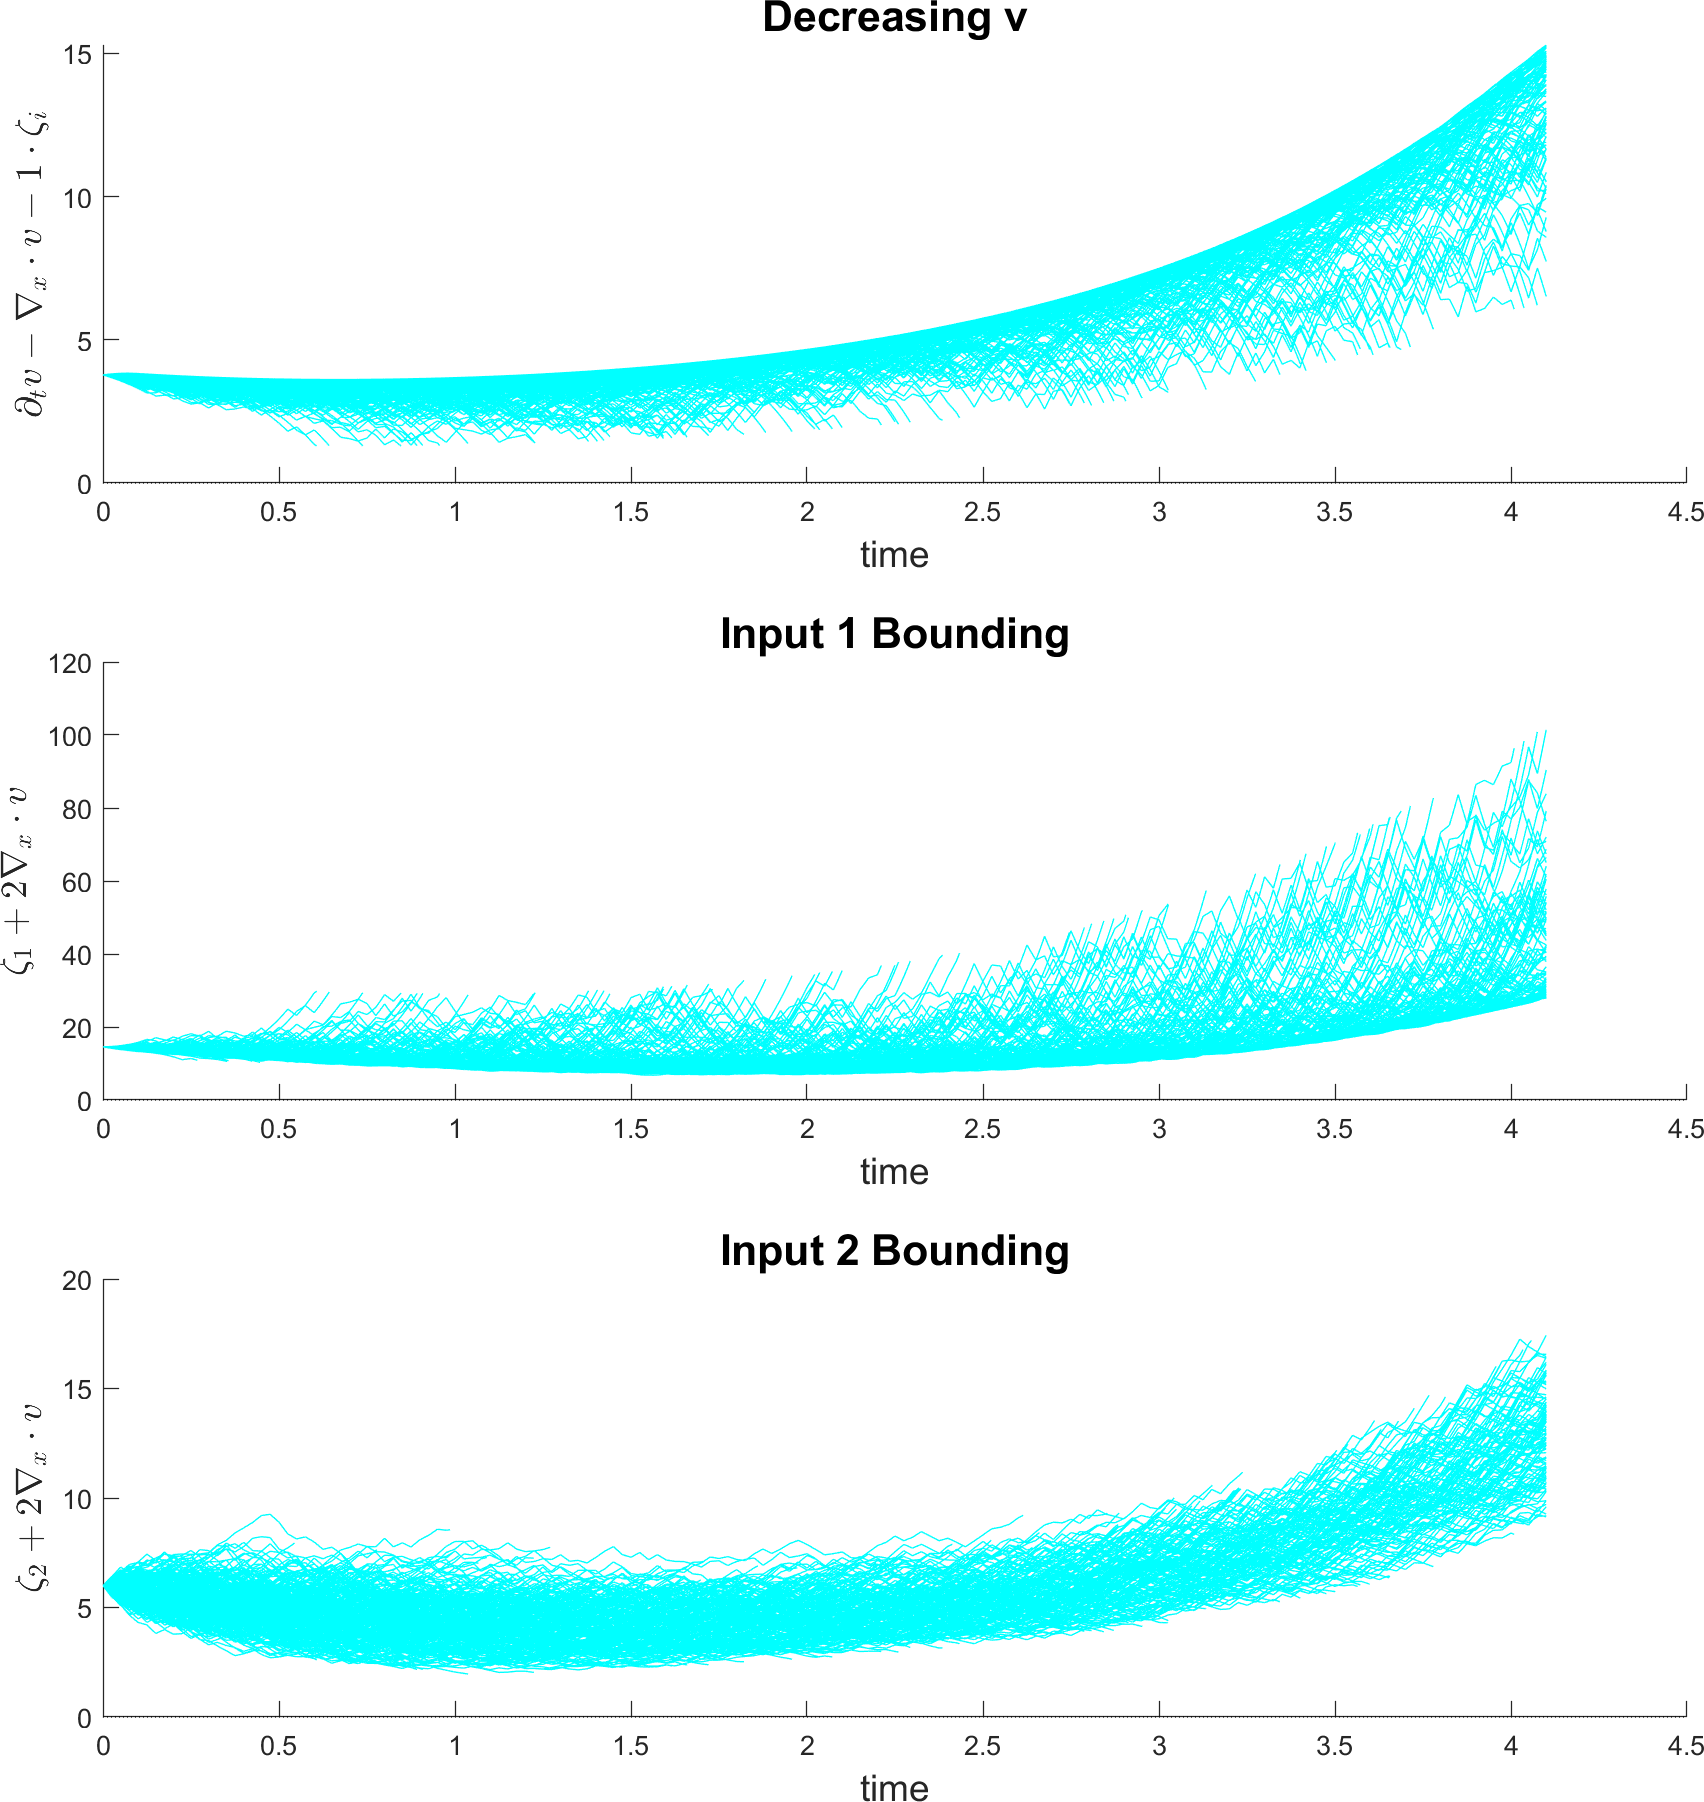 Decreasing v
15
10
5
0
∂ₜv − ∇ₓ · v − 1 · ζᵢ
0 0.5 1 1.5 2 2.5 3 3.5 4 4.5
time
Input 1 Bounding
120
100
80
60
40
20
0
ζ₁ + 2∇ₓ · v
0 0.5 1 1.5 2 2.5 3 3.5 4 4.5
time
Input 2 Bounding
20
15
10
5
0
ζ₂ + 2∇ₓ · v
0 0.5 1 1.5 2 2.5 3 3.5 4 4.5
time